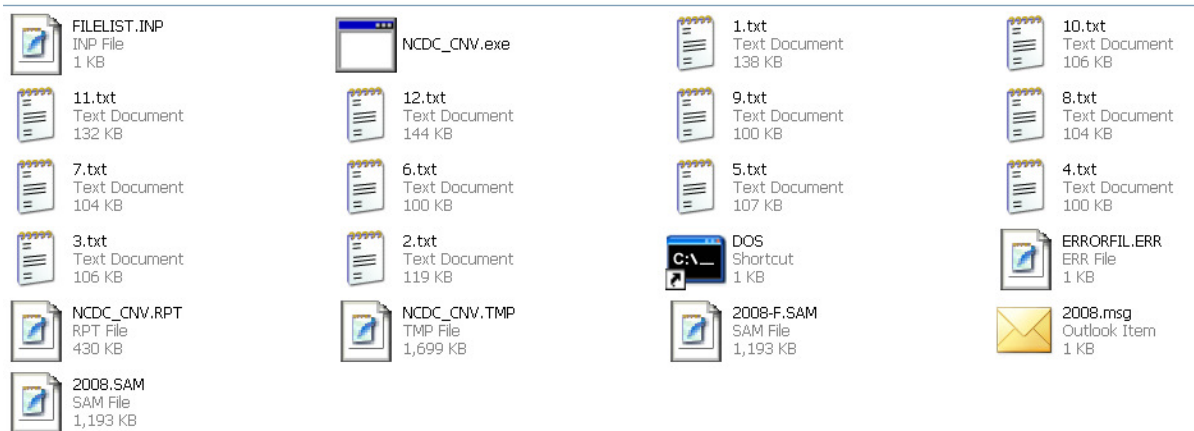 FILELIST.INP
INP File
1 KB
NCDC_CNV.exe
1.txt
Text Document
138 KB
10.txt
Text Document
106 KB
11.txt
Text Document
132 KB
12.txt
Text Document
144 KB
9.txt
Text Document
100 KB
8.txt
Text Document
104 KB
7.txt
Text Document
104 KB
6.txt
Text Document
100 KB
5.txt
Text Document
107 KB
4.txt
Text Document
100 KB
3.txt
Text Document
106 KB
2.txt
Text Document
119 KB
C:\_
DOS
Shortcut
1 KB
ERRORFIL.ERR
ERR File
1 KB
NCDC_CNV.RPT
RPT File
430 KB
NCDC_CNV.TMP
TMP File
1,699 KB
2008-F.SAM
SAM File
1,193 KB
2008.msg
Outlook Item
1 KB
2008.SAM
SAM File
1,193 KB